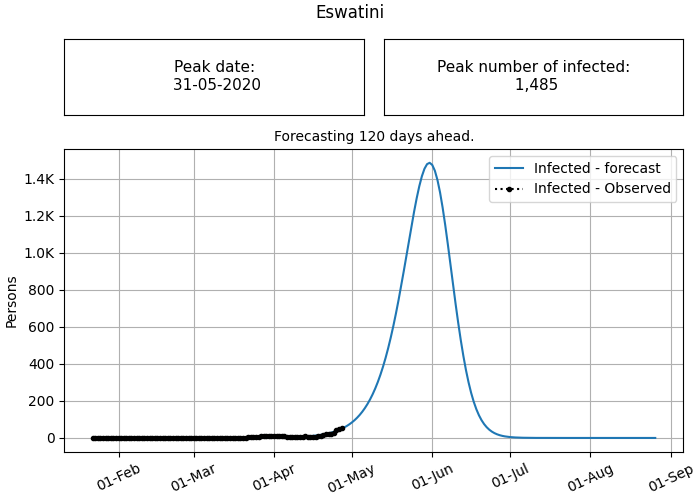 Eswatini
Peak date:
31-05-2020
Peak number of infected:
1,485
Forecasting 120 days ahead.
Infected - forecast
Infected - Observed
1.4K
1.2K
1.0K
800
600
400
200
0
Persons
01-Feb
01-Mar
01-Apr
01-May
01-Jun
01-Jul
01-Aug
01-Sep